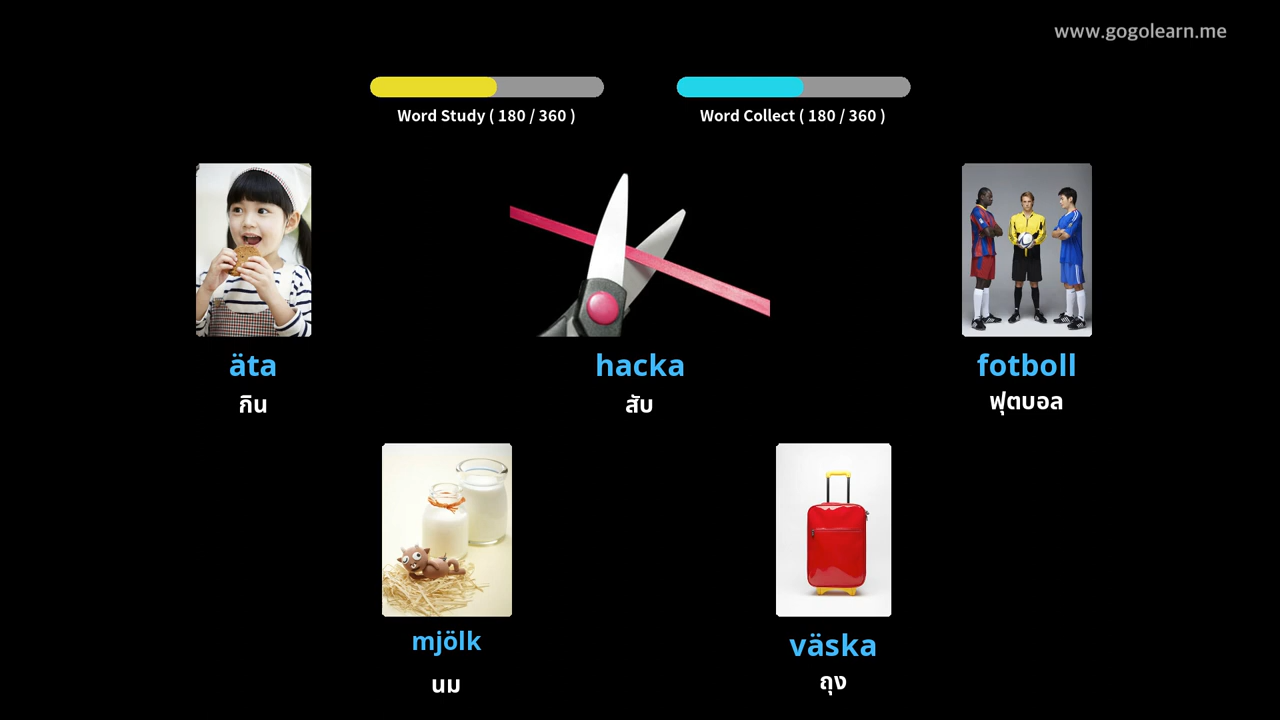 www.gogolearn.me
Word Study ( 180 / 360 )
Word Collect ( 180 / 360 )
äta
กิน
hacka
สับ
fotboll
ฟุตบอล
mjölk
นม
väska
ถุง